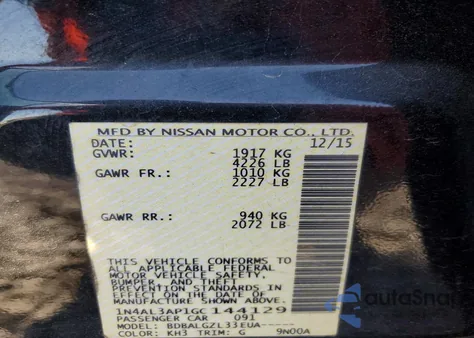 MFD BY NISSAN MOTOR CO., LTD.
DATE: 12/15
GVWR: 1917 KG
4226 LB
GAWR FR.: 1010 KG
2227 LB
GAWR RR.: 940 KG
2072 LB
THIS VEHICLE CONFORMS TO
ALL APPLICABLE FEDERAL
MOTOR VEHICLE SAFETY,
BUMPER, AND THEFT
PREVENTION STANDARDS IN
EFFECT ON THE DATE OF
MANUFACTURE SHOWN ABOVE.
1N4AL3AP1GC144129
PASSENGER CAR 091
MODEL: BDBALGZL33EUA-----
COLOR: KH3 TRIM: G 9N00A
autoSnap